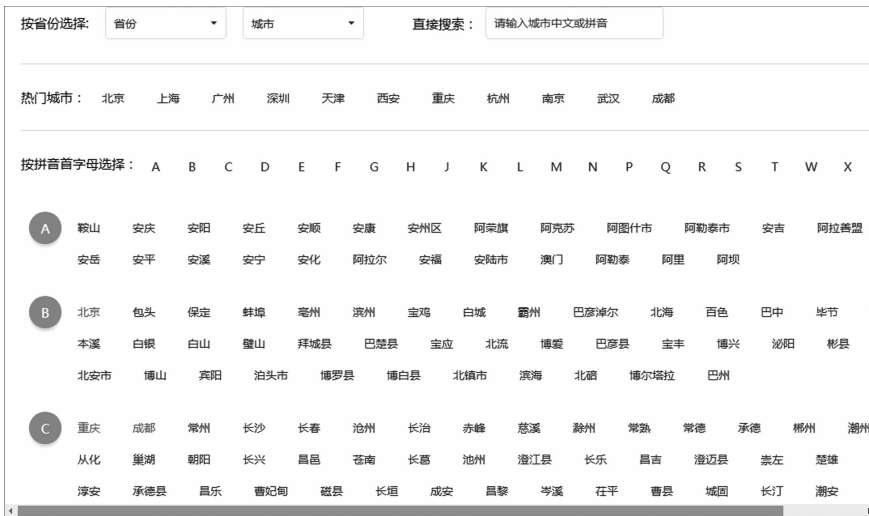 按省份选择: 省份 城市 直接搜索： 请输入城市中文或拼音
热门城市： 北京 上海 广州 深圳 天津 西安 重庆 杭州 南京 武汉 成都
按拼音首字母选择： A B C D E F G H J K L M N P Q R S T W X
A 鞍山 安庆 安阳 安丘 安顺 安康 安州区 阿荣旗 阿克苏 阿图什市 阿勒泰市 安吉 阿拉善盟
安岳 安平 安溪 安宁 安化 阿拉尔 安福 安陆市 澳门 阿勒泰 阿里 阿坝
B 北京 包头 保定 蚌埠 亳州 滨州 宝鸡 白城 霸州 巴彦淖尔 北海 百色 巴中 毕节
本溪 白银 白山 璧山 拜城县 巴楚县 宝应 北流 博爱 巴彦县 宝丰 博兴 泌阳 彬县
北安市 博山 宾阳 泊头市 博罗县 博白县 北镇市 滨海 北碚 博尔塔拉 巴州
C 重庆 成都 常州 长沙 长春 沧州 长治 赤峰 慈溪 滁州 常熟 常德 承德 郴州 潮州
从化 巢湖 朝阳 长兴 昌邑 苍南 长葛 池州 澄江县 长乐 昌吉 澄迈县 崇左 楚雄
淳安 承德县 昌乐 曹妃甸 磁县 长垣 成安 昌黎 岑溪 茌平 曹县 城固 长汀 潮安